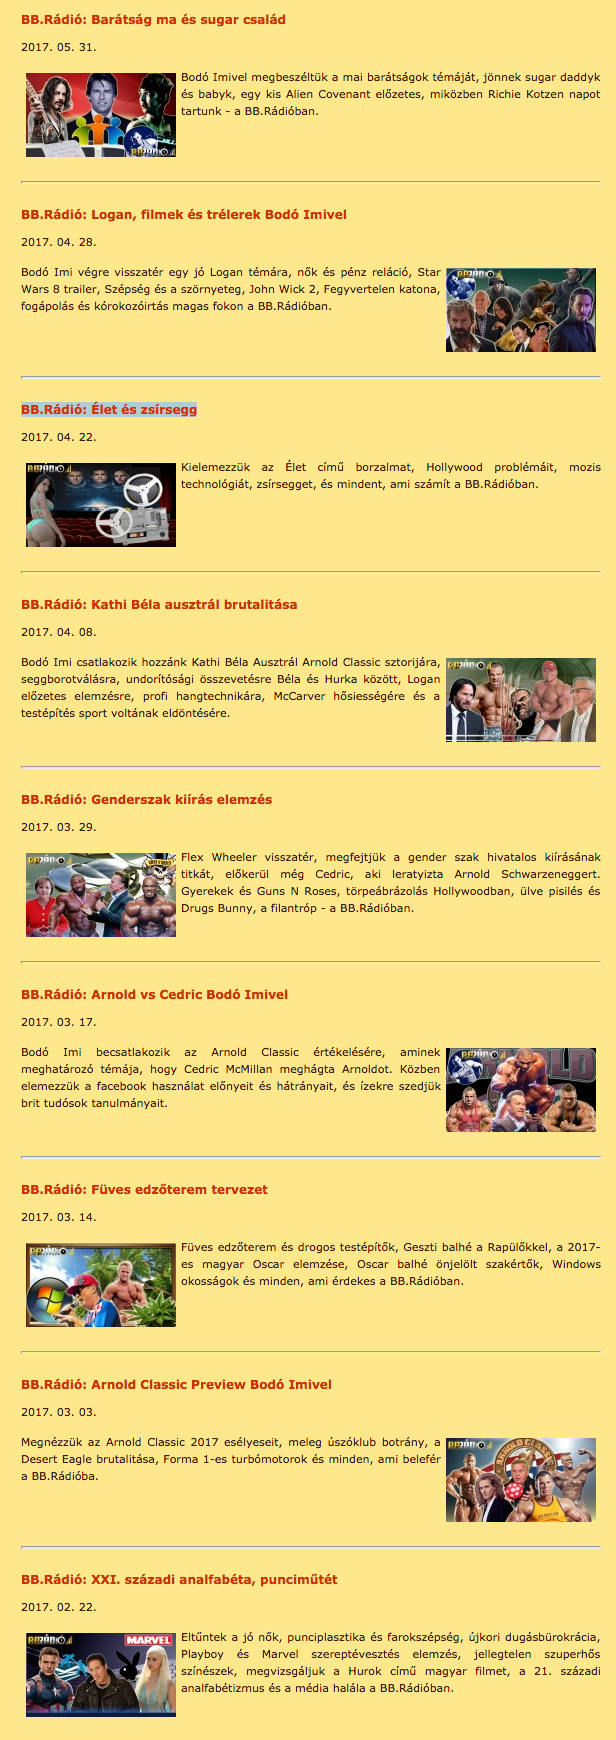 BB.Rádió: Barátság ma és sugar család
2017. 05. 31.
Bodó Imivel megbeszéltük a mai barátságok témáját, jönnek sugar daddyk
és babyk, egy kis Alien Covenant előzetes, miközben Richie Kotzen napot
tartunk - a BB.Rádióban.
BB.Rádió: Logan, filmek és trélerek Bodó Imivel
2017. 04. 28.
Bodó Imi végre visszatér egy jó Logan témára, nők és pénz reláció, Star
Wars 8 trailer, Szépség és a szörnyeteg, John Wick 2, Fegyvertelen katona,
fogápolás és kórokozóirtás magas fokon a BB.Rádióban.
BB.Rádió: Élet és zsírsegg
2017. 04. 22.
Kielemezzük az Élet című borzalmat, Hollywood problémáit, mozis
technológiát, zsírsegget, és mindent, ami számít a BB.Rádióban.
BB.Rádió: Kathi Béla ausztrál brutalitása
2017. 04. 08.
Bodó Imi csatlakozik hozzánk Kathi Béla Ausztrál Arnold Classic sztorijára,
seggborotválásra, undorítósági összevetésre Béla és Hurka között, Logan
előzetes elemzésre, profi hangtechnikára, McCarver hősiességére és a
testépítés sport voltának eldöntésére.
BB.Rádió: Genderszak kiírás elemzés
2017. 03. 29.
Flex Wheeler visszatér, megfejtjük a gender szak hivatalos kiírásának
titkát, előkerül még Cedric, aki leratyizta Arnold Schwarzeneggert.
Gyerekek és Guns N Roses, törpeábrázolás Hollywoodban, ülve pisilés és
Drugs Bunny, a filantróp - a BB.Rádióban.
BB.Rádió: Arnold vs Cedric Bodó Imivel
2017. 03. 17.
Bodó Imi becsatlakozik az Arnold Classic értékelésére, aminek
meghatározó témája, hogy Cedric McMillan meghágta Arnoldot. Közben
elemezzük a facebook használat előnyeit és hátrányait, és ízekre szedjük
brit tudósok tanulmányait.
BB.Rádió: Füves edzőterem tervezet
2017. 03. 14.
Füves edzőterem és drogos testépítők, Geszti balhé a Rapülőkkel, a 2017-
es magyar Oscar elemzése, Oscar balhé önjelölt szakértők, Windows
okosságok és minden, ami érdekes a BB.Rádióban.
BB.Rádió: Arnold Classic Preview Bodó Imivel
2017. 03. 03.
Megnézzük az Arnold Classic 2017 esélyeseit, meleg úszóklub botrány, a
Desert Eagle brutalitása, Forma 1-es turbómotorok és minden, ami belefér
a BB.Rádióba.
BB.Rádió: XXI. századi analfabéta, punciműtét
2017. 02. 22.
MARVEL
Eltűntek a jó nők, punciplasztika és farokszépség, újkori dugásbürokrácia,
Playboy és Marvel szereptévesztés elemzés, jellegtelen szuperhős
színészek, megvizsgáljuk a Hurok című magyar filmet, a 21. századi
analfabétizmus és a média halála a BB.Rádióban.